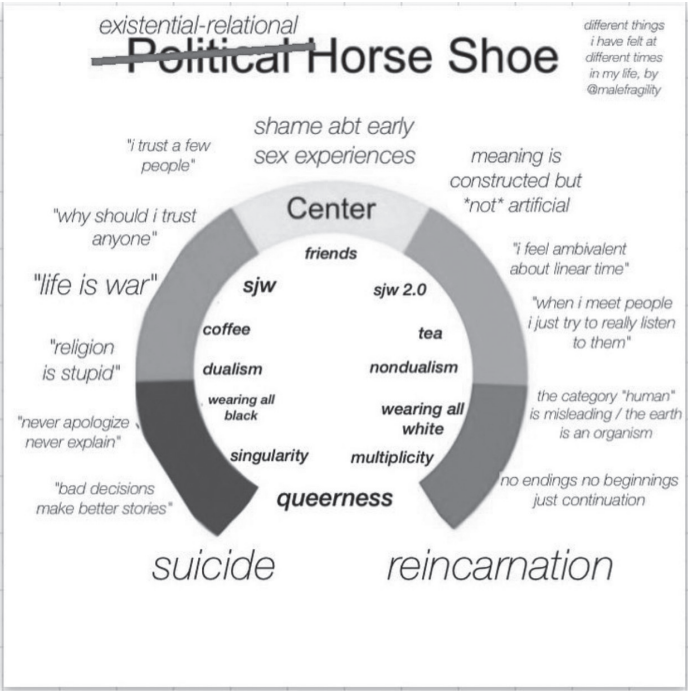 existential-relational
Political Horse Shoe
different things
i have felt at
different times
in my life, by
@malefragility
shame abt early
sex experiences
"i trust a few
people"
meaning is
constructed but
*not* artificial
"why should i trust
anyone"
Center
"i feel ambivalent
about linear time"
friends
"life is war"
sjw
sjw 2.0
"when i meet people
i just try to really listen
to them"
coffee
tea
"religion
is stupid"
dualism
nondualism
wearing all
black
wearing all
white
the category "human"
is misleading / the earth
is an organism
"never apologize
never explain"
singularity
multiplicity
"bad decisions
make better stories"
queerness
no endings no beginnings
just continuation
suicide
reincarnation